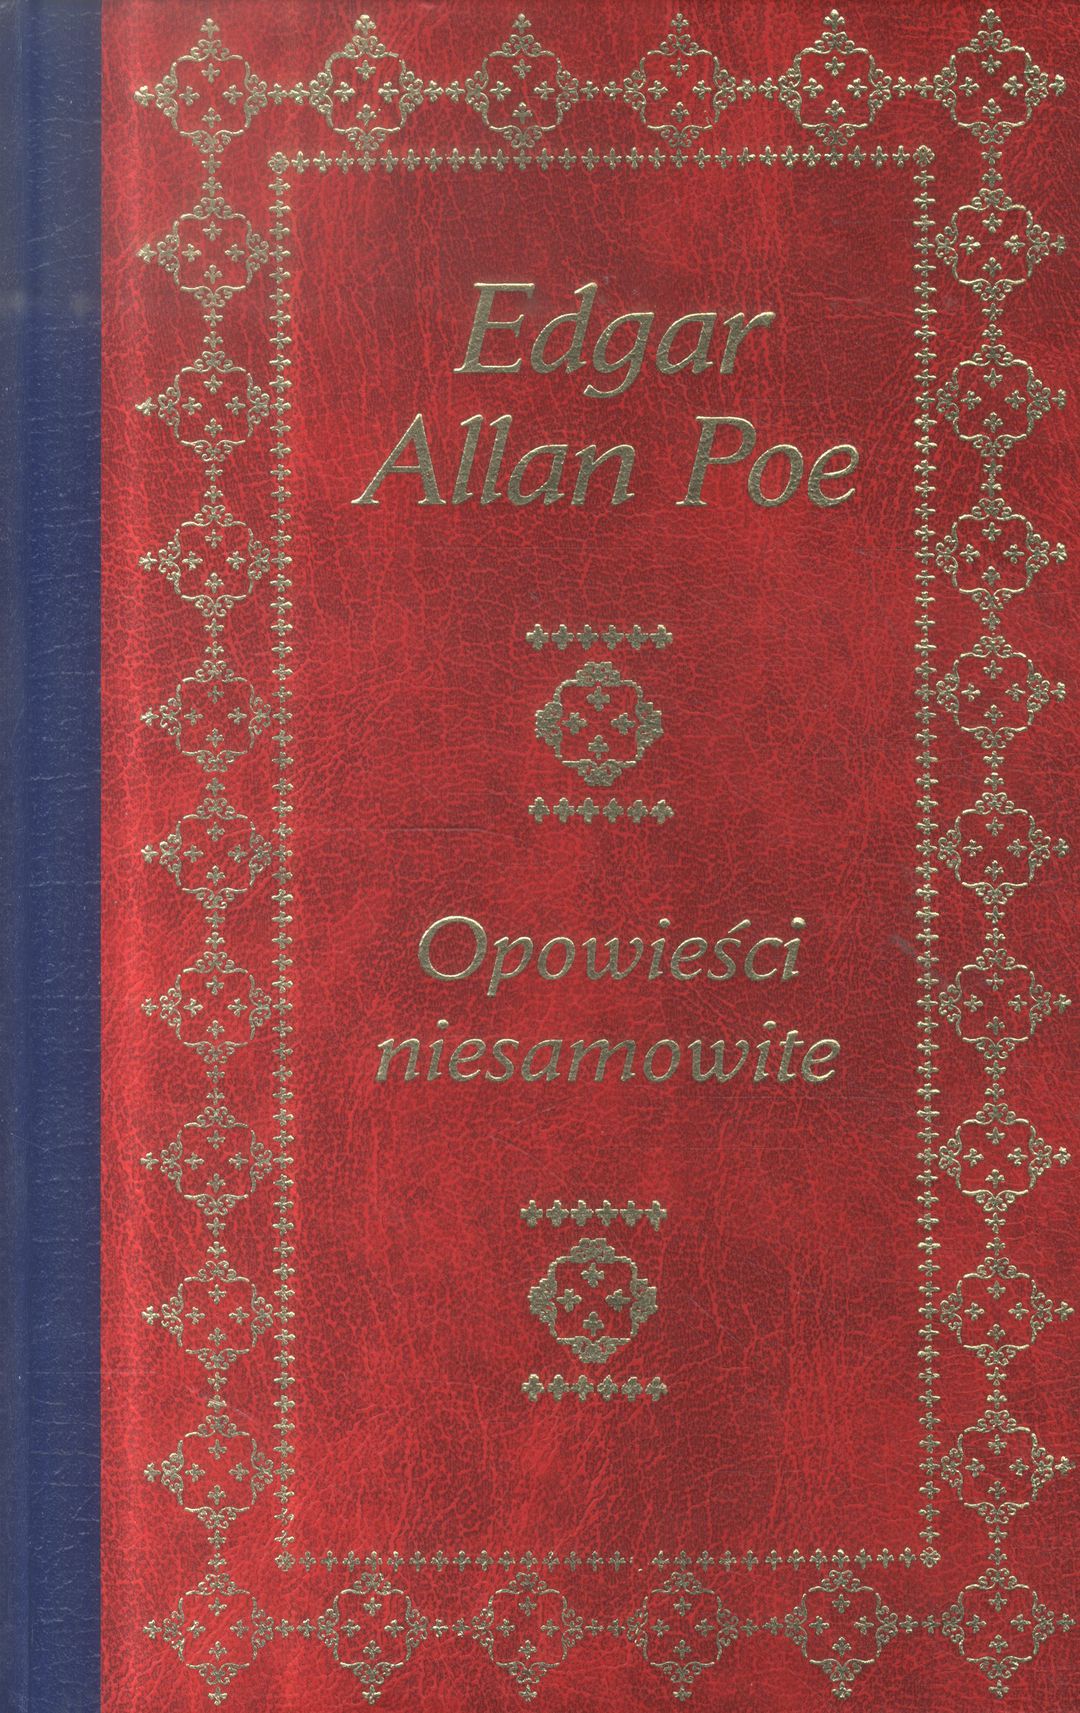 Edgar
Allan Poe
Opowieści
niesamowite